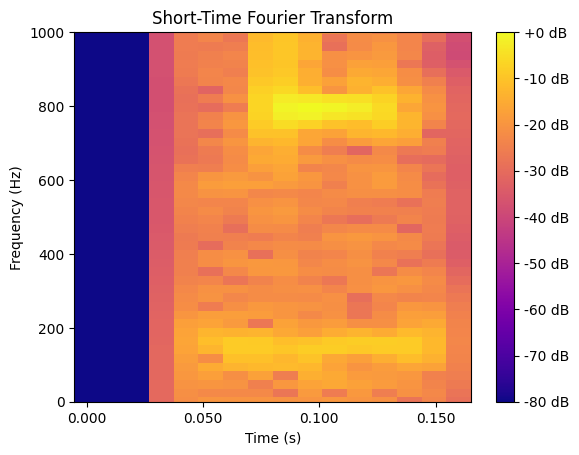 Short-Time Fourier Transform
1000
800
600
400
200
0
Frequency (Hz)
0.000
0.050
0.100
0.150
Time (s)
+0 dB
-10 dB
-20 dB
-30 dB
-40 dB
-50 dB
-60 dB
-70 dB
-80 dB